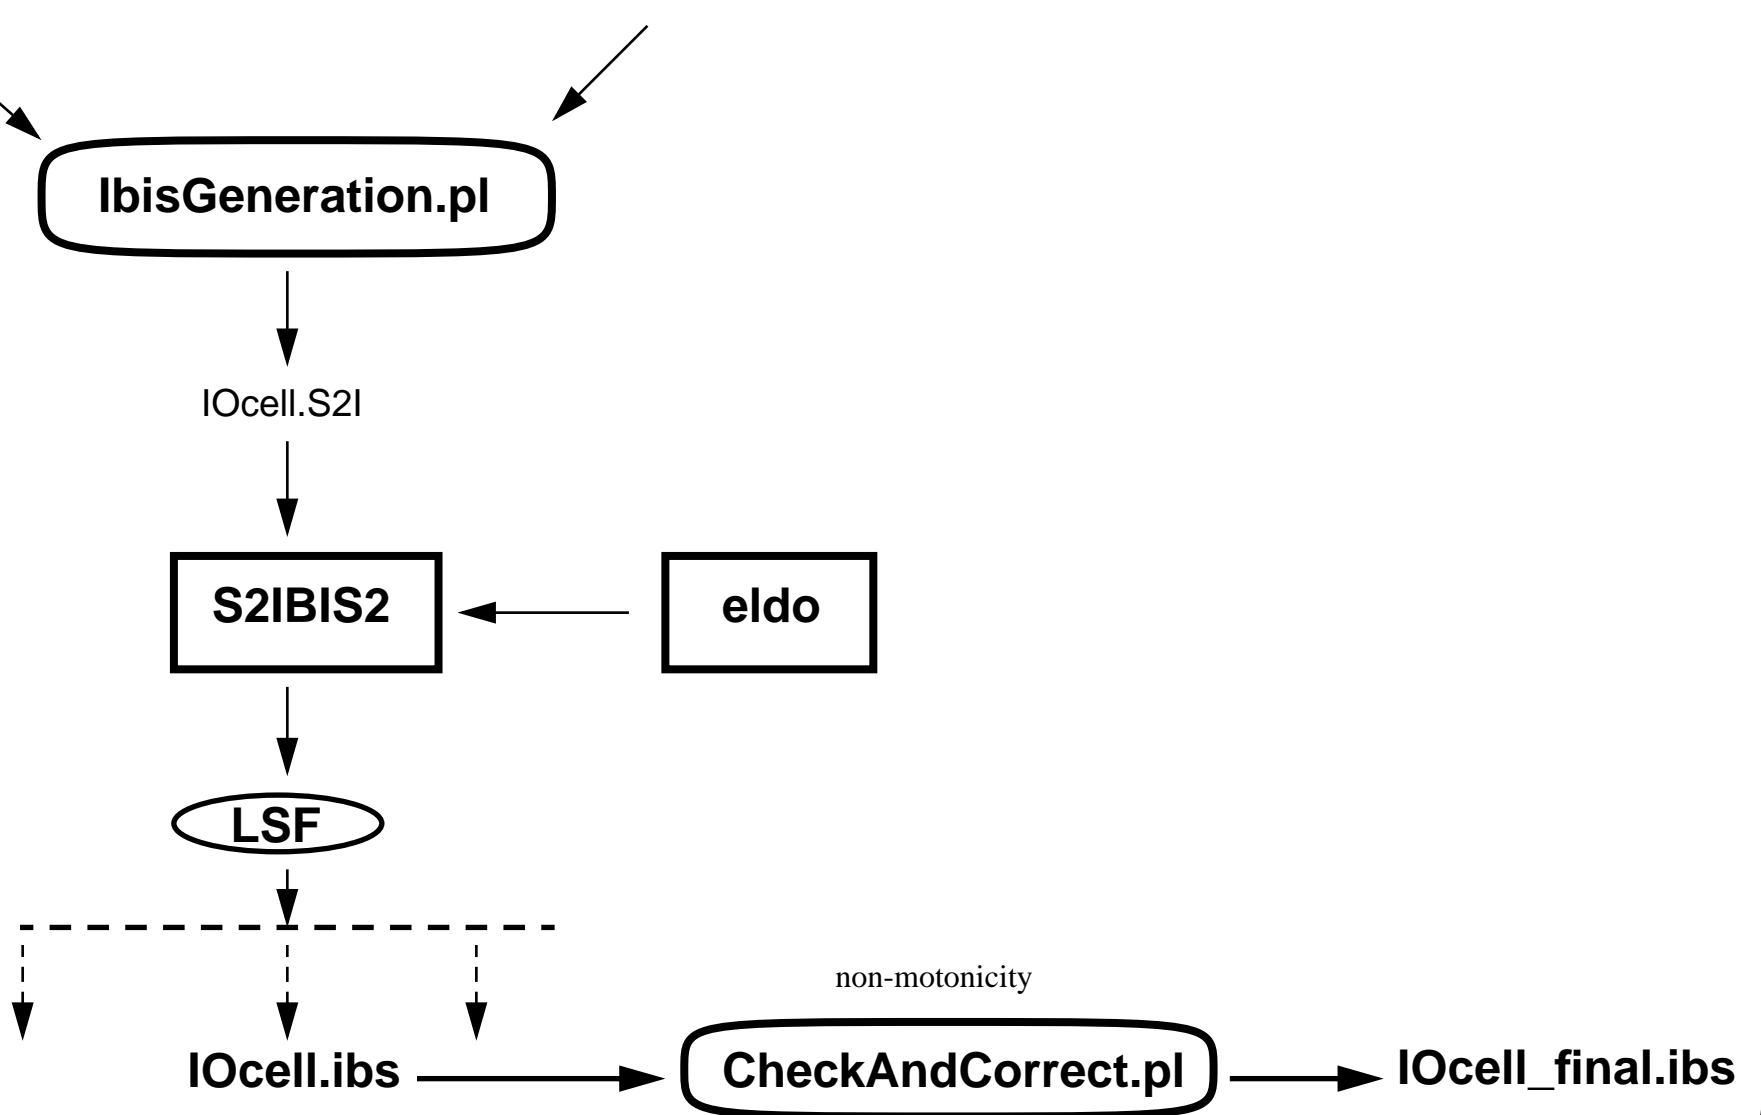 IbisGeneration.pl
IOcell.S2I
S2IBIS2
eldo
LSF
non-motonicity
IOcell.ibs
CheckAndCorrect.pl
IOcell_final.ibs